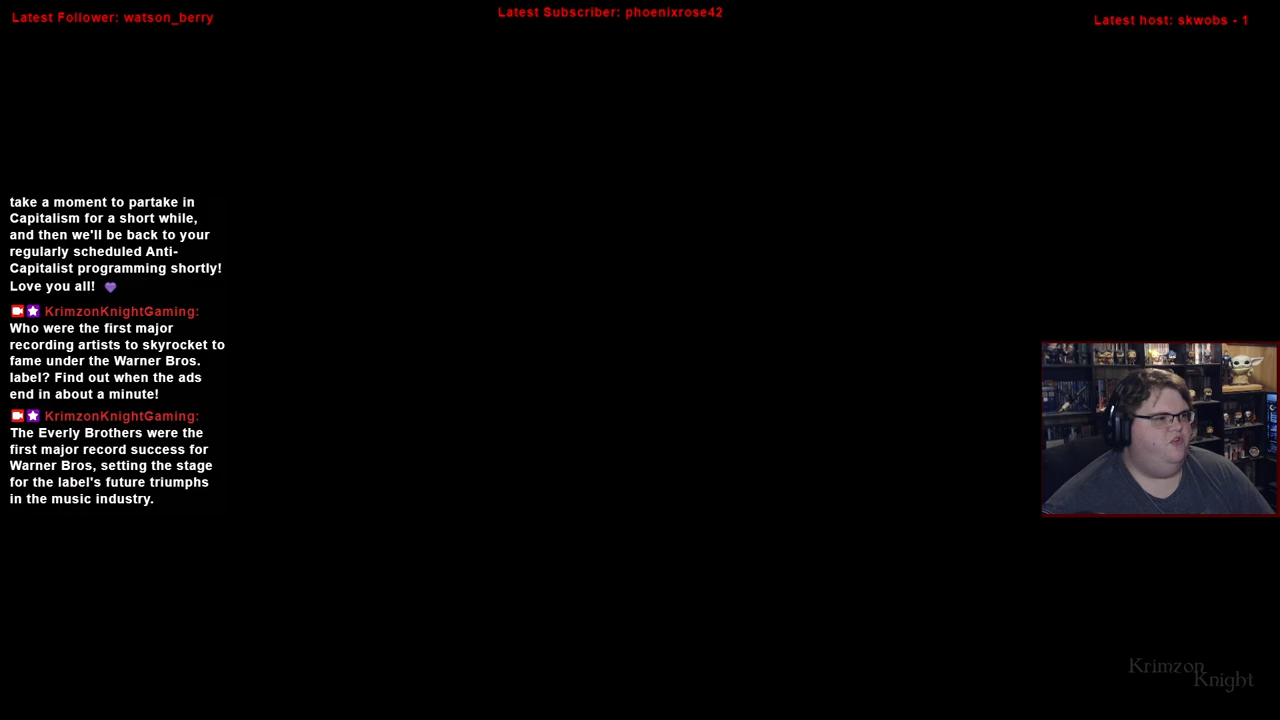 Latest Follower: watson_berry
Latest Subscriber: phoenixrose42
Latest host: skwobs - 1
take a moment to partake in
Capitalism for a short while,
and then we'll be back to your
regularly scheduled Anti-
Capitalist programming shortly!
Love you all!
KrimzonKnightGaming:
Who were the first major
recording artists to skyrocket to
fame under the Warner Bros.
label? Find out when the ads
end in about a minute!
KrimzonKnightGaming:
The Everly Brothers were the
first major record success for
Warner Bros, setting the stage
for the label's future triumphs
in the music industry.
Krimzon
Knight